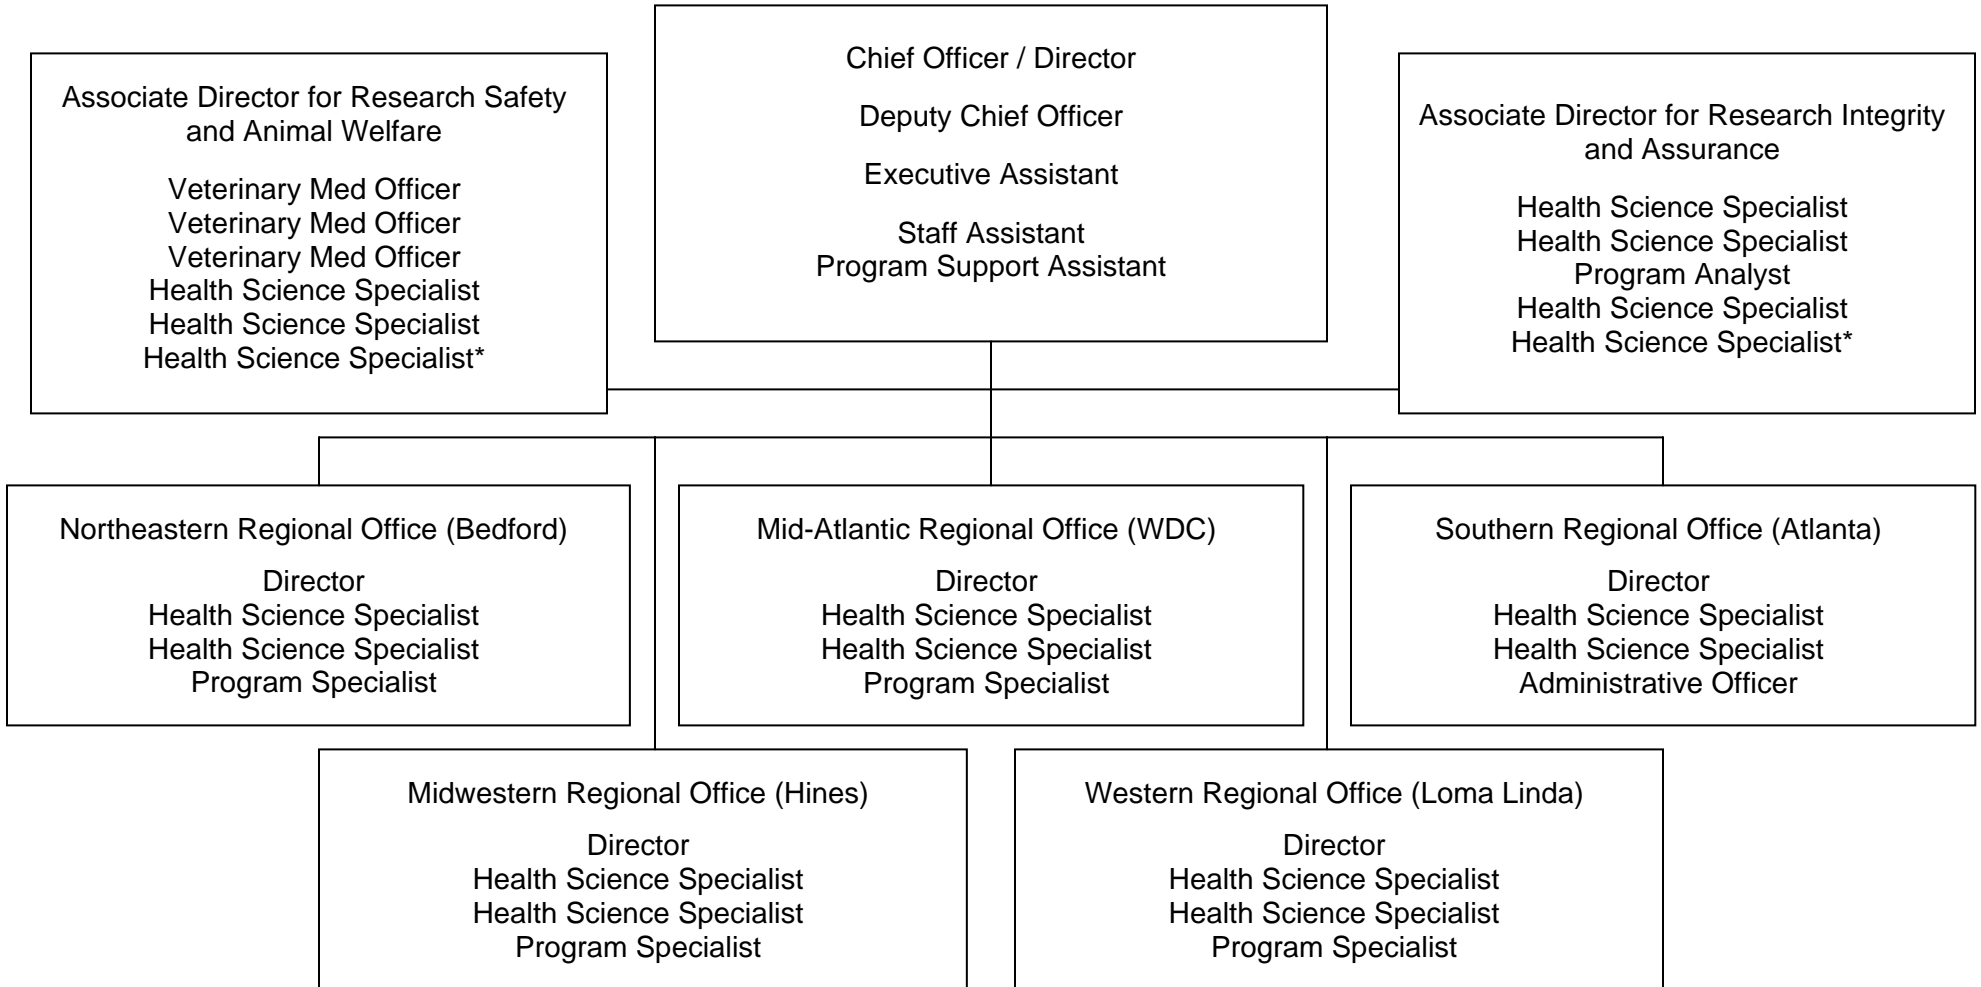 Chief Officer / Director
Deputy Chief Officer
Executive Assistant
Staff Assistant
Program Support Assistant
Associate Director for Research Safety
and Animal Welfare
Veterinary Med Officer
Veterinary Med Officer
Veterinary Med Officer
Health Science Specialist
Health Science Specialist
Health Science Specialist*
Associate Director for Research Integrity
and Assurance
Health Science Specialist
Health Science Specialist
Program Analyst
Health Science Specialist
Health Science Specialist*
Northeastern Regional Office (Bedford)
Director
Health Science Specialist
Health Science Specialist
Program Specialist
Mid-Atlantic Regional Office (WDC)
Director
Health Science Specialist
Health Science Specialist
Program Specialist
Southern Regional Office (Atlanta)
Director
Health Science Specialist
Health Science Specialist
Administrative Officer
Midwestern Regional Office (Hines)
Director
Health Science Specialist
Health Science Specialist
Program Specialist
Western Regional Office (Loma Linda)
Director
Health Science Specialist
Health Science Specialist
Program Specialist